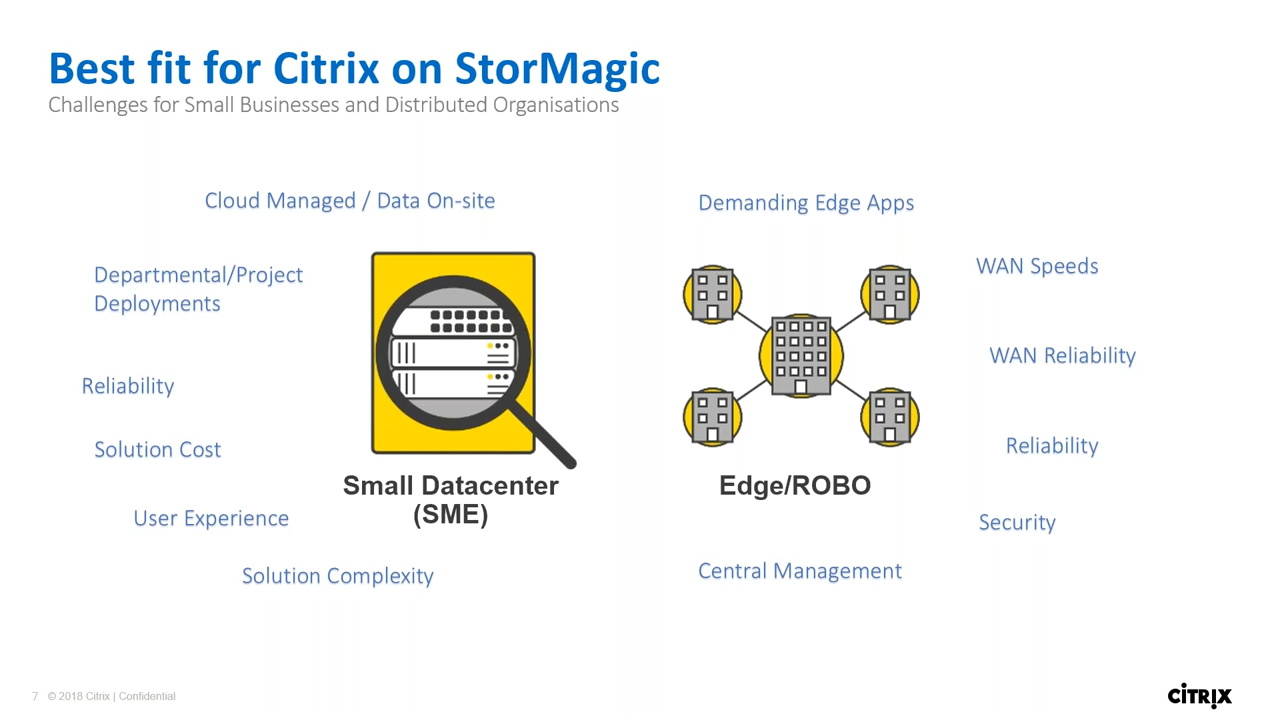 Best fit for Citrix on StorMagic
Challenges for Small Businesses and Distributed Organisations
Cloud Managed / Data On-site
Departmental/Project
Deployments
Reliability
Solution Cost
User Experience
Solution Complexity
Small Datacenter
(SME)
Demanding Edge Apps
WAN Speeds
WAN Reliability
Reliability
Security
Central Management
Edge/ROBO
7 © 2018 Citrix | Confidential
CITRIX